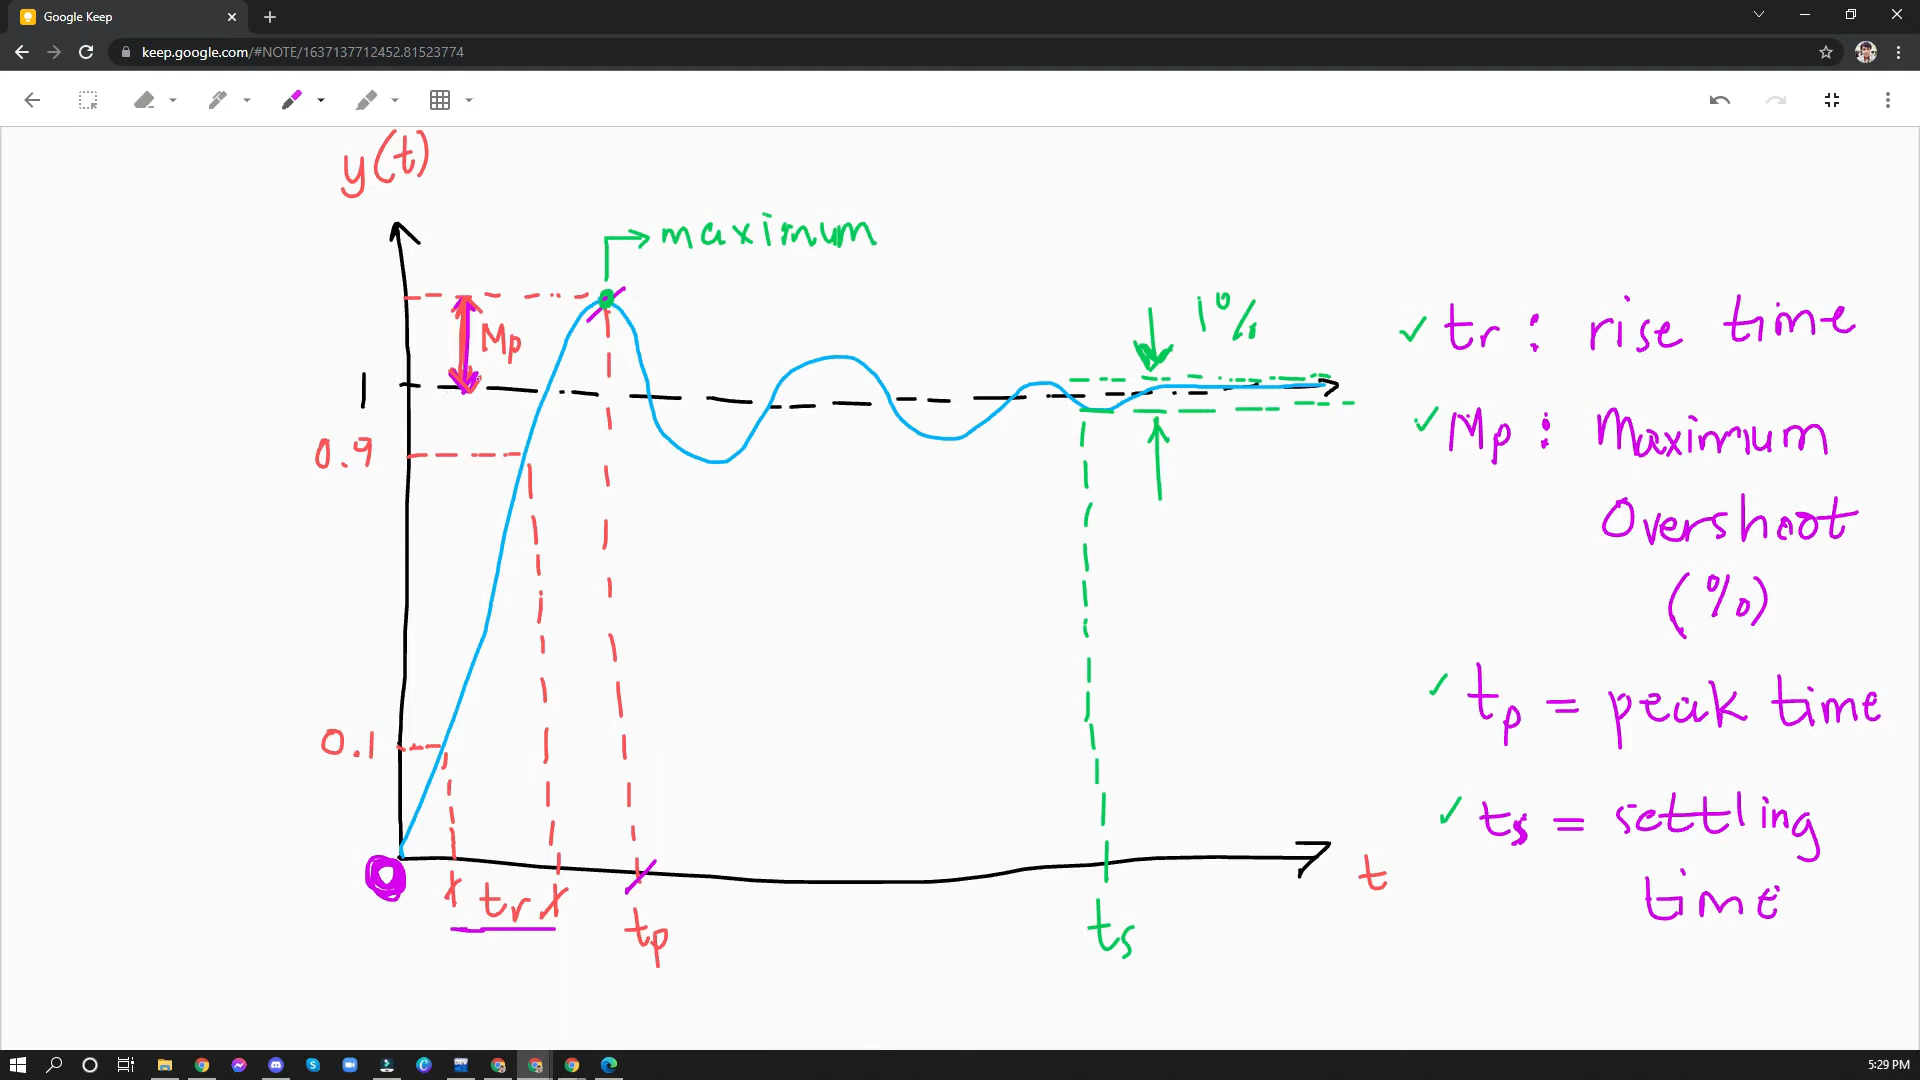 Google Keep
keep.google.com/#NOTE/1637137712452.81523774
y(t)
maximum
1%
Mp
1
0.9
0.1
tr
tp
ts
t
tr : rise time
Mp : Maximum
Overshoot
(%)
tp = peak time
ts = settling
time
5:29 PM